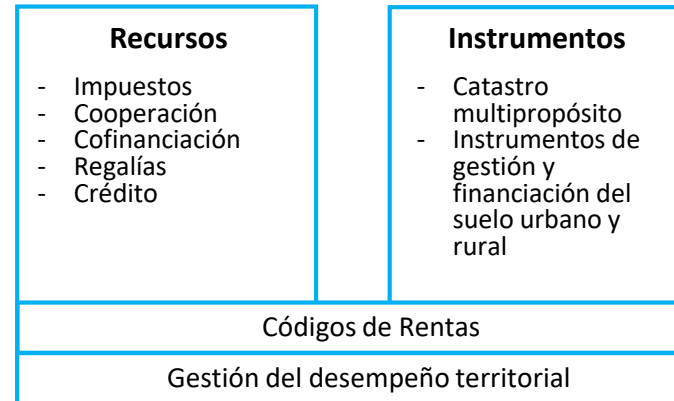 Recursos
- Impuestos
- Cooperación
- Cofinanciación
- Regalías
- Crédito
Instrumentos
- Catastro
multipropósito
- Instrumentos de
gestión y
financiación del
suelo urbano y
rural
Códigos de Rentas
Gestión del desempeño territorial